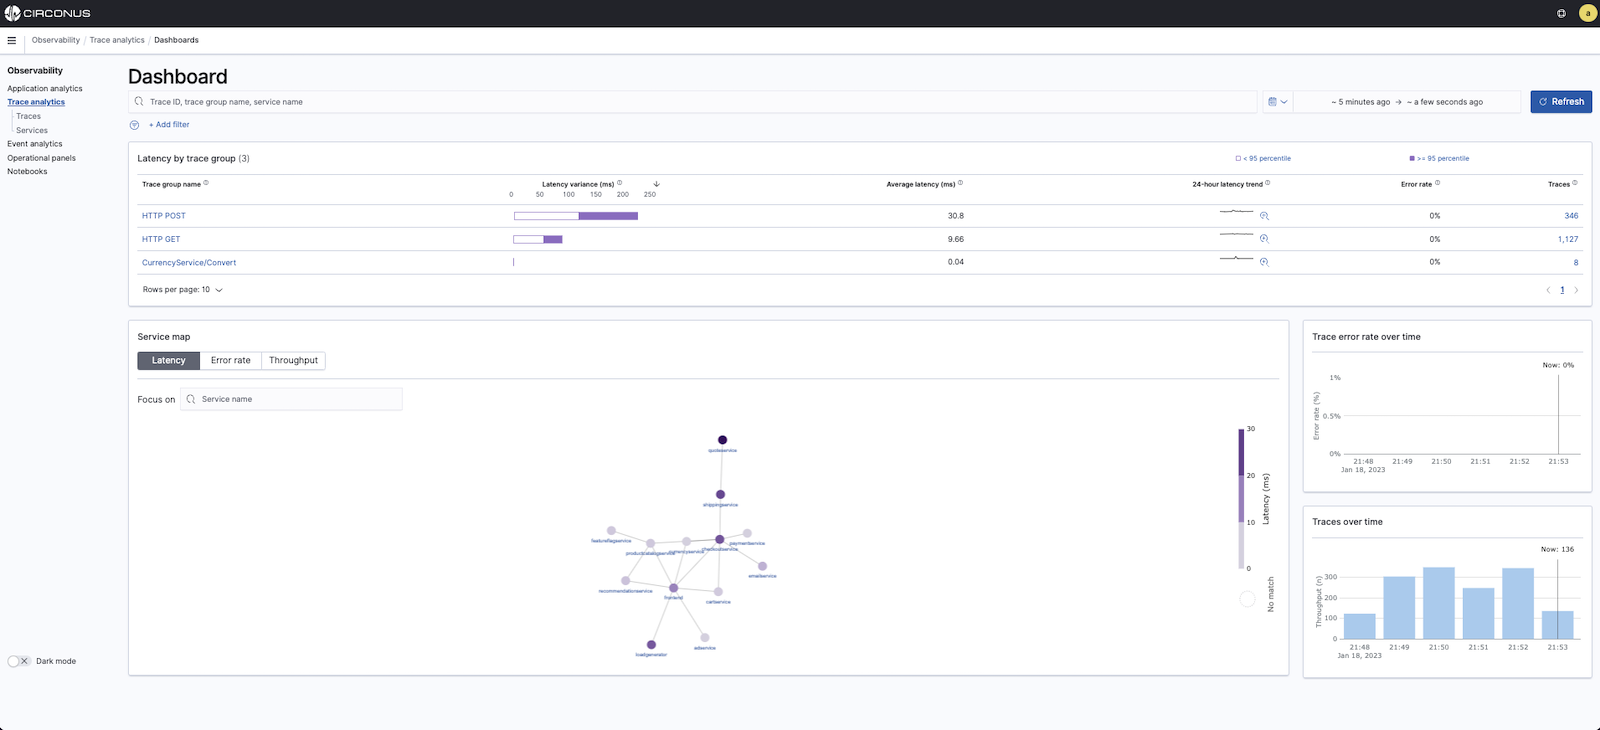 CIRCONUS
a
Observability / Trace analytics / Dashboards
Observability
Application analytics
Trace analytics
Traces
Services
Event analytics
Operational panels
Notebooks
Dark mode
Dashboard
Trace ID, trace group name, service name
~ 5 minutes ago → ~ a few seconds ago
Refresh
+ Add filter
Latency by trace group (3)
< 95 percentile
>= 95 percentile
Trace group name
Latency variance (ms)
0 50 100 150 200 250
Average latency (ms)
24-hour latency trend
Error rate
Traces
HTTP POST 30.8 0% 346
HTTP GET 9.66 0% 1,127
CurrencyService/Convert 0.04 0% 8
Rows per page: 10
1
Service map
Latency Error rate Throughput
Focus on Service name
quoteservice
shippingservice
featureflagservice
paymentservice
productcatalogservice
currencyservice
checkoutservice
emailservice
recommendationservice
frontend
cartservice
adservice
loadgenerator
30
20
10
0
Latency (ms)
No match
Trace error rate over time
Now: 0%
1%
0.5%
0%
Error rate (%)
21:48 21:49 21:50 21:51 21:52 21:53
Jan 18, 2023
Traces over time
Now: 136
300
200
100
0
Throughput (n)
21:48 21:49 21:50 21:51 21:52 21:53
Jan 18, 2023